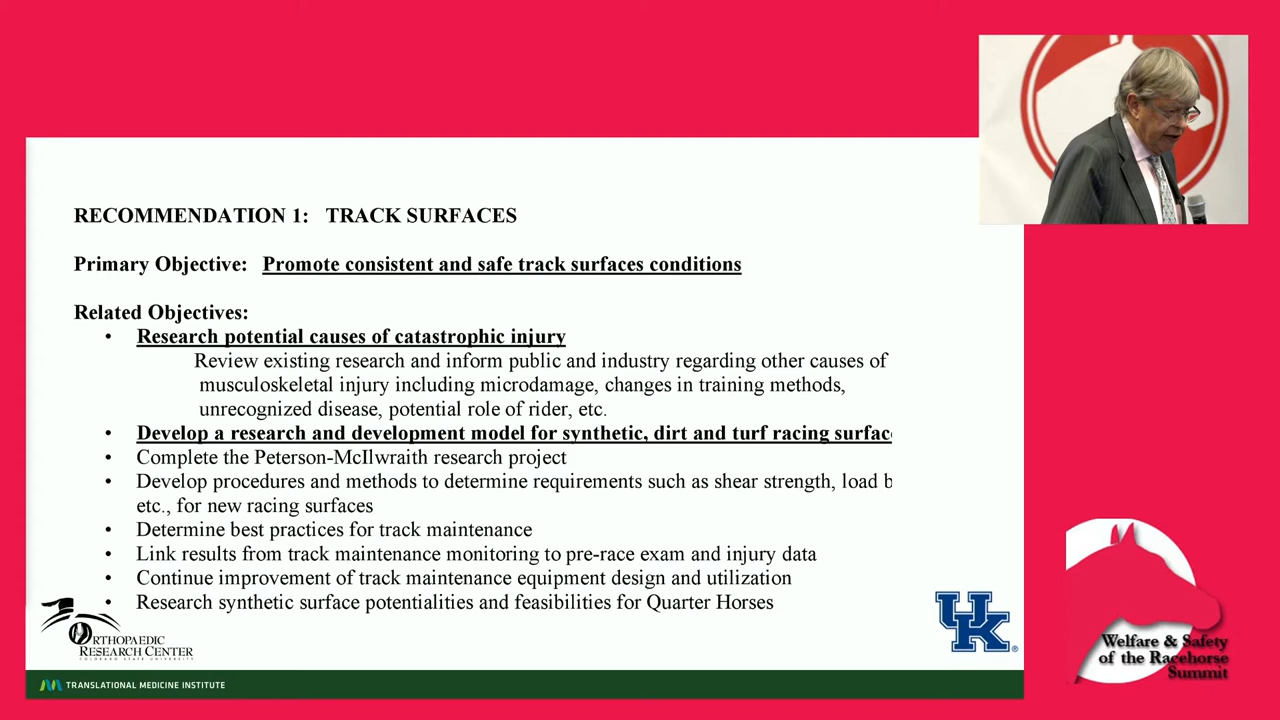 RECOMMENDATION 1: TRACK SURFACES
Primary Objective: Promote consistent and safe track surfaces conditions
Related Objectives:
• Research potential causes of catastrophic injury
Review existing research and inform public and industry regarding other causes of
musculoskeletal injury including microdamage, changes in training methods,
unrecognized disease, potential role of rider, etc.
• Develop a research and development model for synthetic, dirt and turf racing surfac
• Complete the Peterson-McIlwraith research project
• Develop procedures and methods to determine requirements such as shear strength, load b
etc., for new racing surfaces
• Determine best practices for track maintenance
• Link results from track maintenance monitoring to pre-race exam and injury data
• Continue improvement of track maintenance equipment design and utilization
• Research synthetic surface potentialities and feasibilities for Quarter Horses
ORTHOPAEDIC
RESEARCH CENTER
COLORADO STATE UNIVERSITY
UK
TRANSLATIONAL MEDICINE INSTITUTE
Welfare & Safety
of the Racehorse
Summit